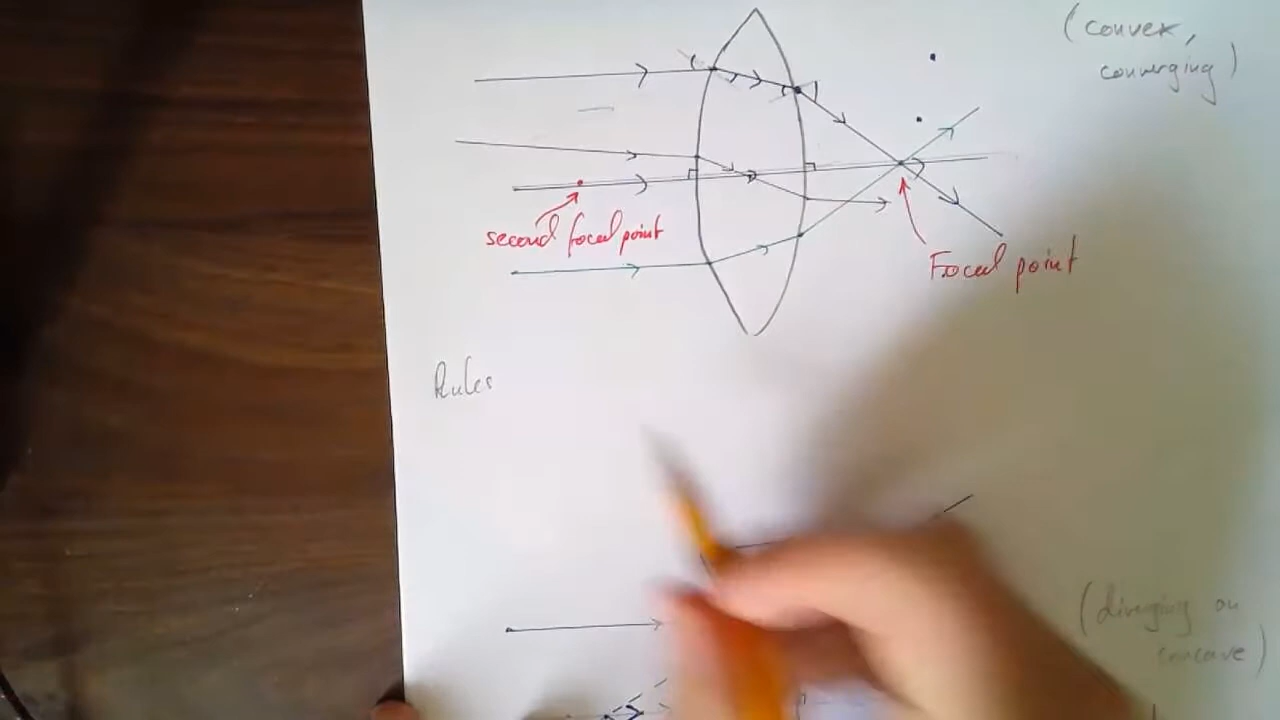 (convex,
converging)
second focal point
Focal point
Rules
(diverging or
concave)